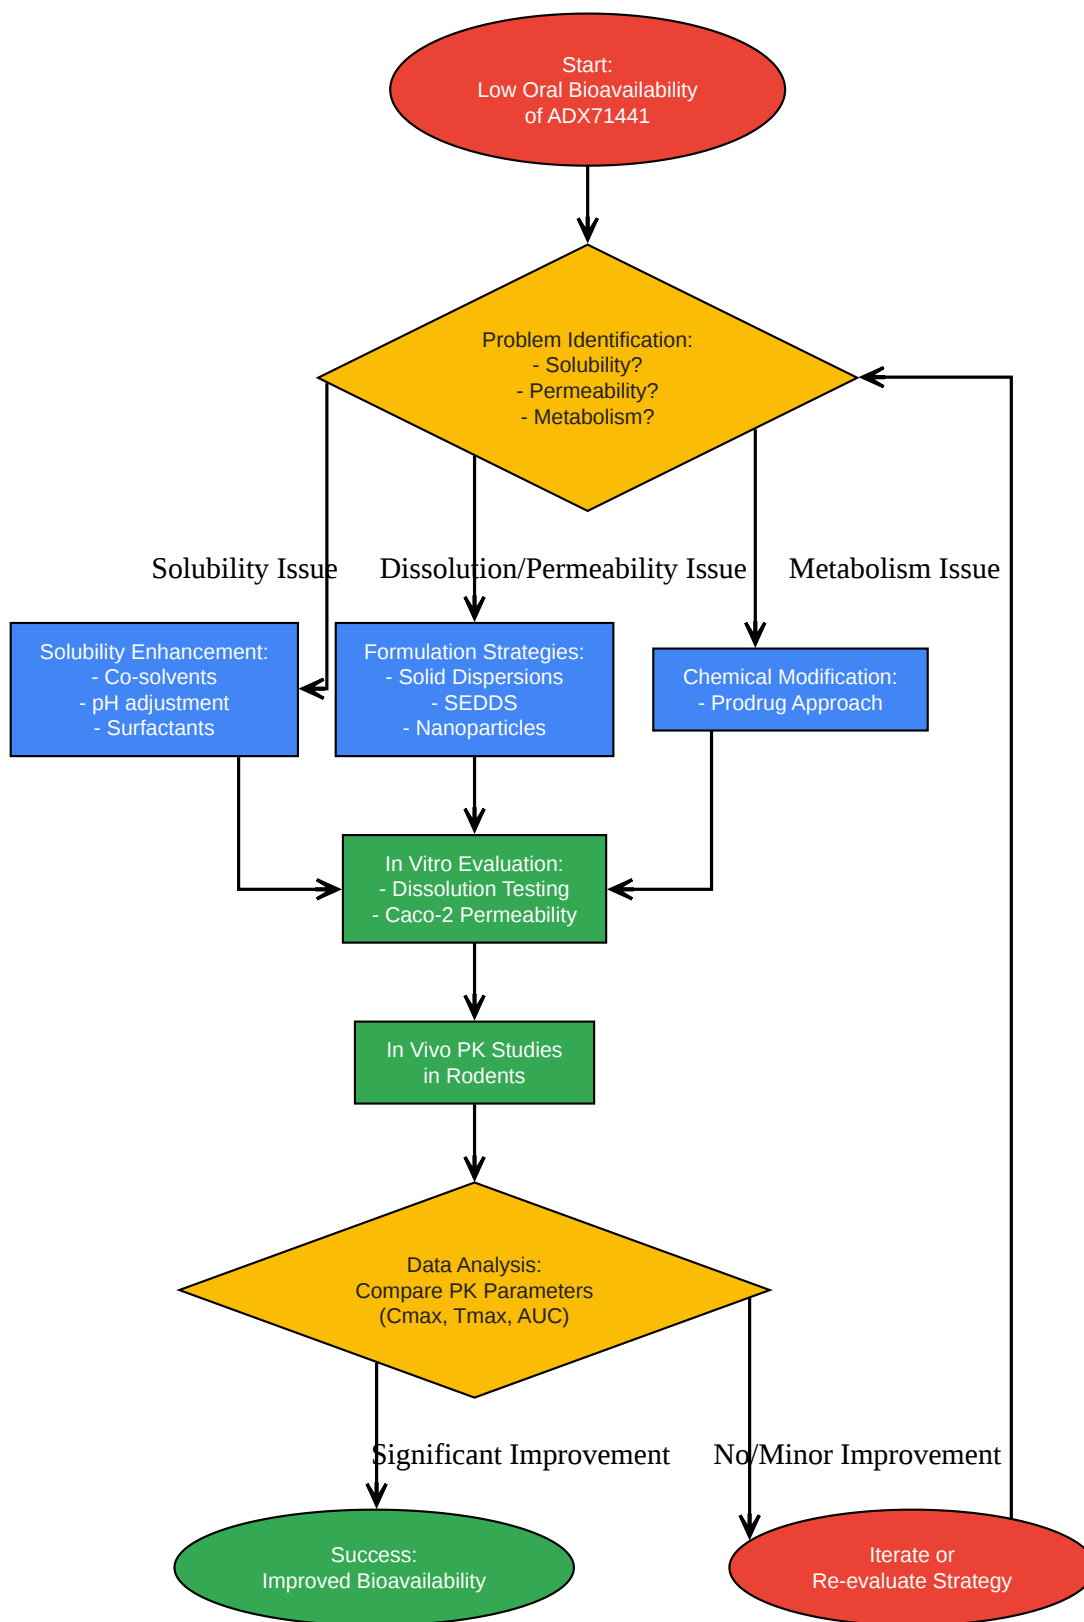 Start:
Low Oral Bioavailability
of ADX71441
Problem Identification:
- Solubility?
- Permeability?
- Metabolism?
Solubility Issue
Dissolution/Permeability Issue
Metabolism Issue
Solubility Enhancement:
- Co-solvents
- pH adjustment
- Surfactants
Formulation Strategies:
- Solid Dispersions
- SEDDS
- Nanoparticles
Chemical Modification:
- Prodrug Approach
In Vitro Evaluation:
- Dissolution Testing
- Caco-2 Permeability
In Vivo PK Studies
in Rodents
Data Analysis:
Compare PK Parameters
(Cmax, Tmax, AUC)
Significant Improvement
No/Minor Improvement
Success:
Improved Bioavailability
Iterate or
Re-evaluate Strategy